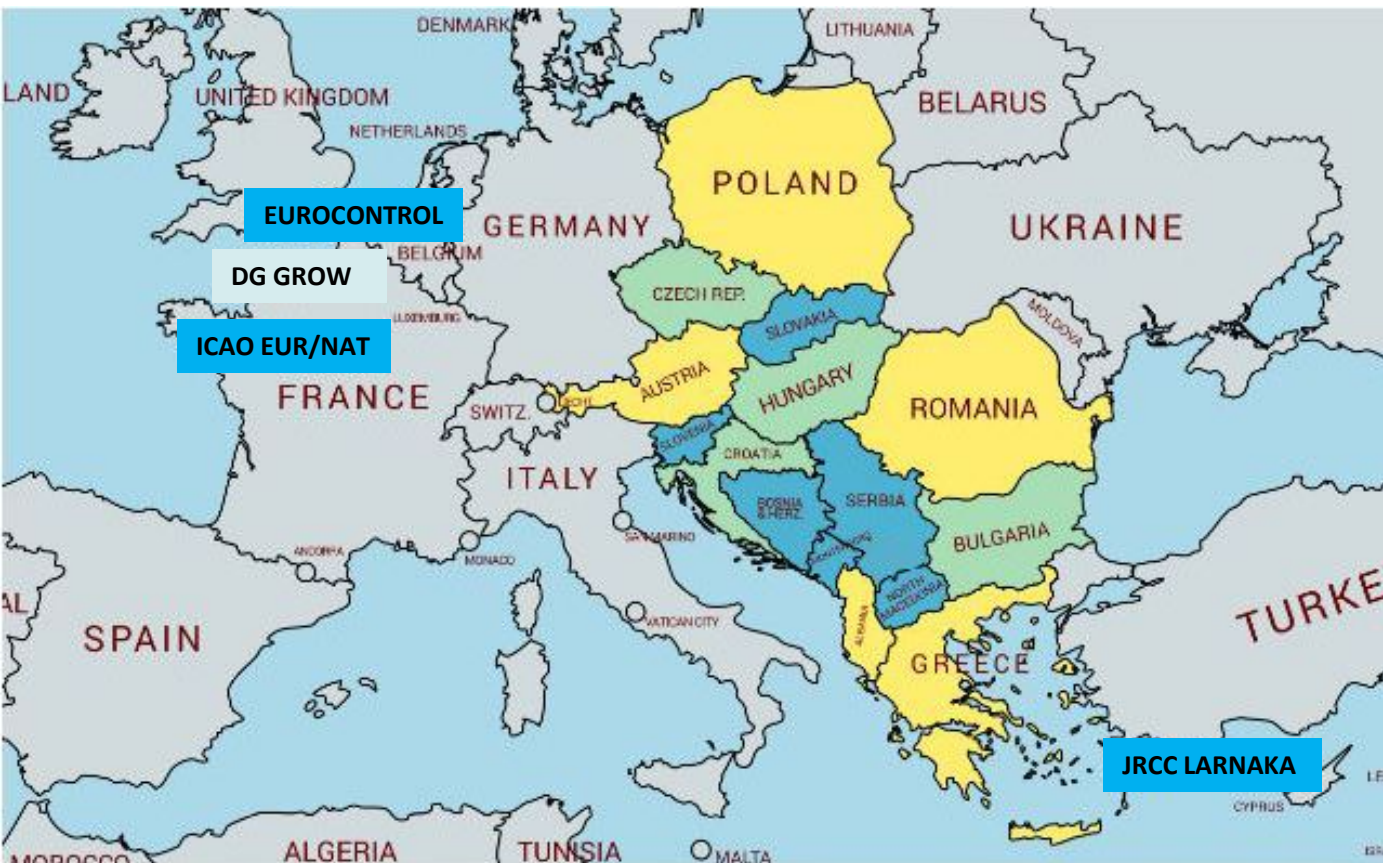 DENMARK
LITHUANIA
LAND
UNITED KINGDOM
BELARUS
NETHERLANDS
POLAND
EUROCONTROL
GERMANY
UKRAINE
BELGIUM
DG GROW
CZECH REP.
LUXEMBURG
SLOVAKIA
MOLDOVA
ICAO EUR/NAT
AUSTRIA
HUNGARY
FRANCE
SWITZ.
ROMANIA
SLOVENIA
CROATIA
ITALY
BOSNIA
& HERZ.
SERBIA
SAN MARINO
BULGARIA
ANDORRA
MONACO
NORTH
MACEDONIA
AL
VATICAN CITY
ALBANIA
TURKE
SPAIN
GREECE
JRCC LARNAKA
LE
CYPRUS
MOROCCO
ALGERIA
TUNISIA
MALTA